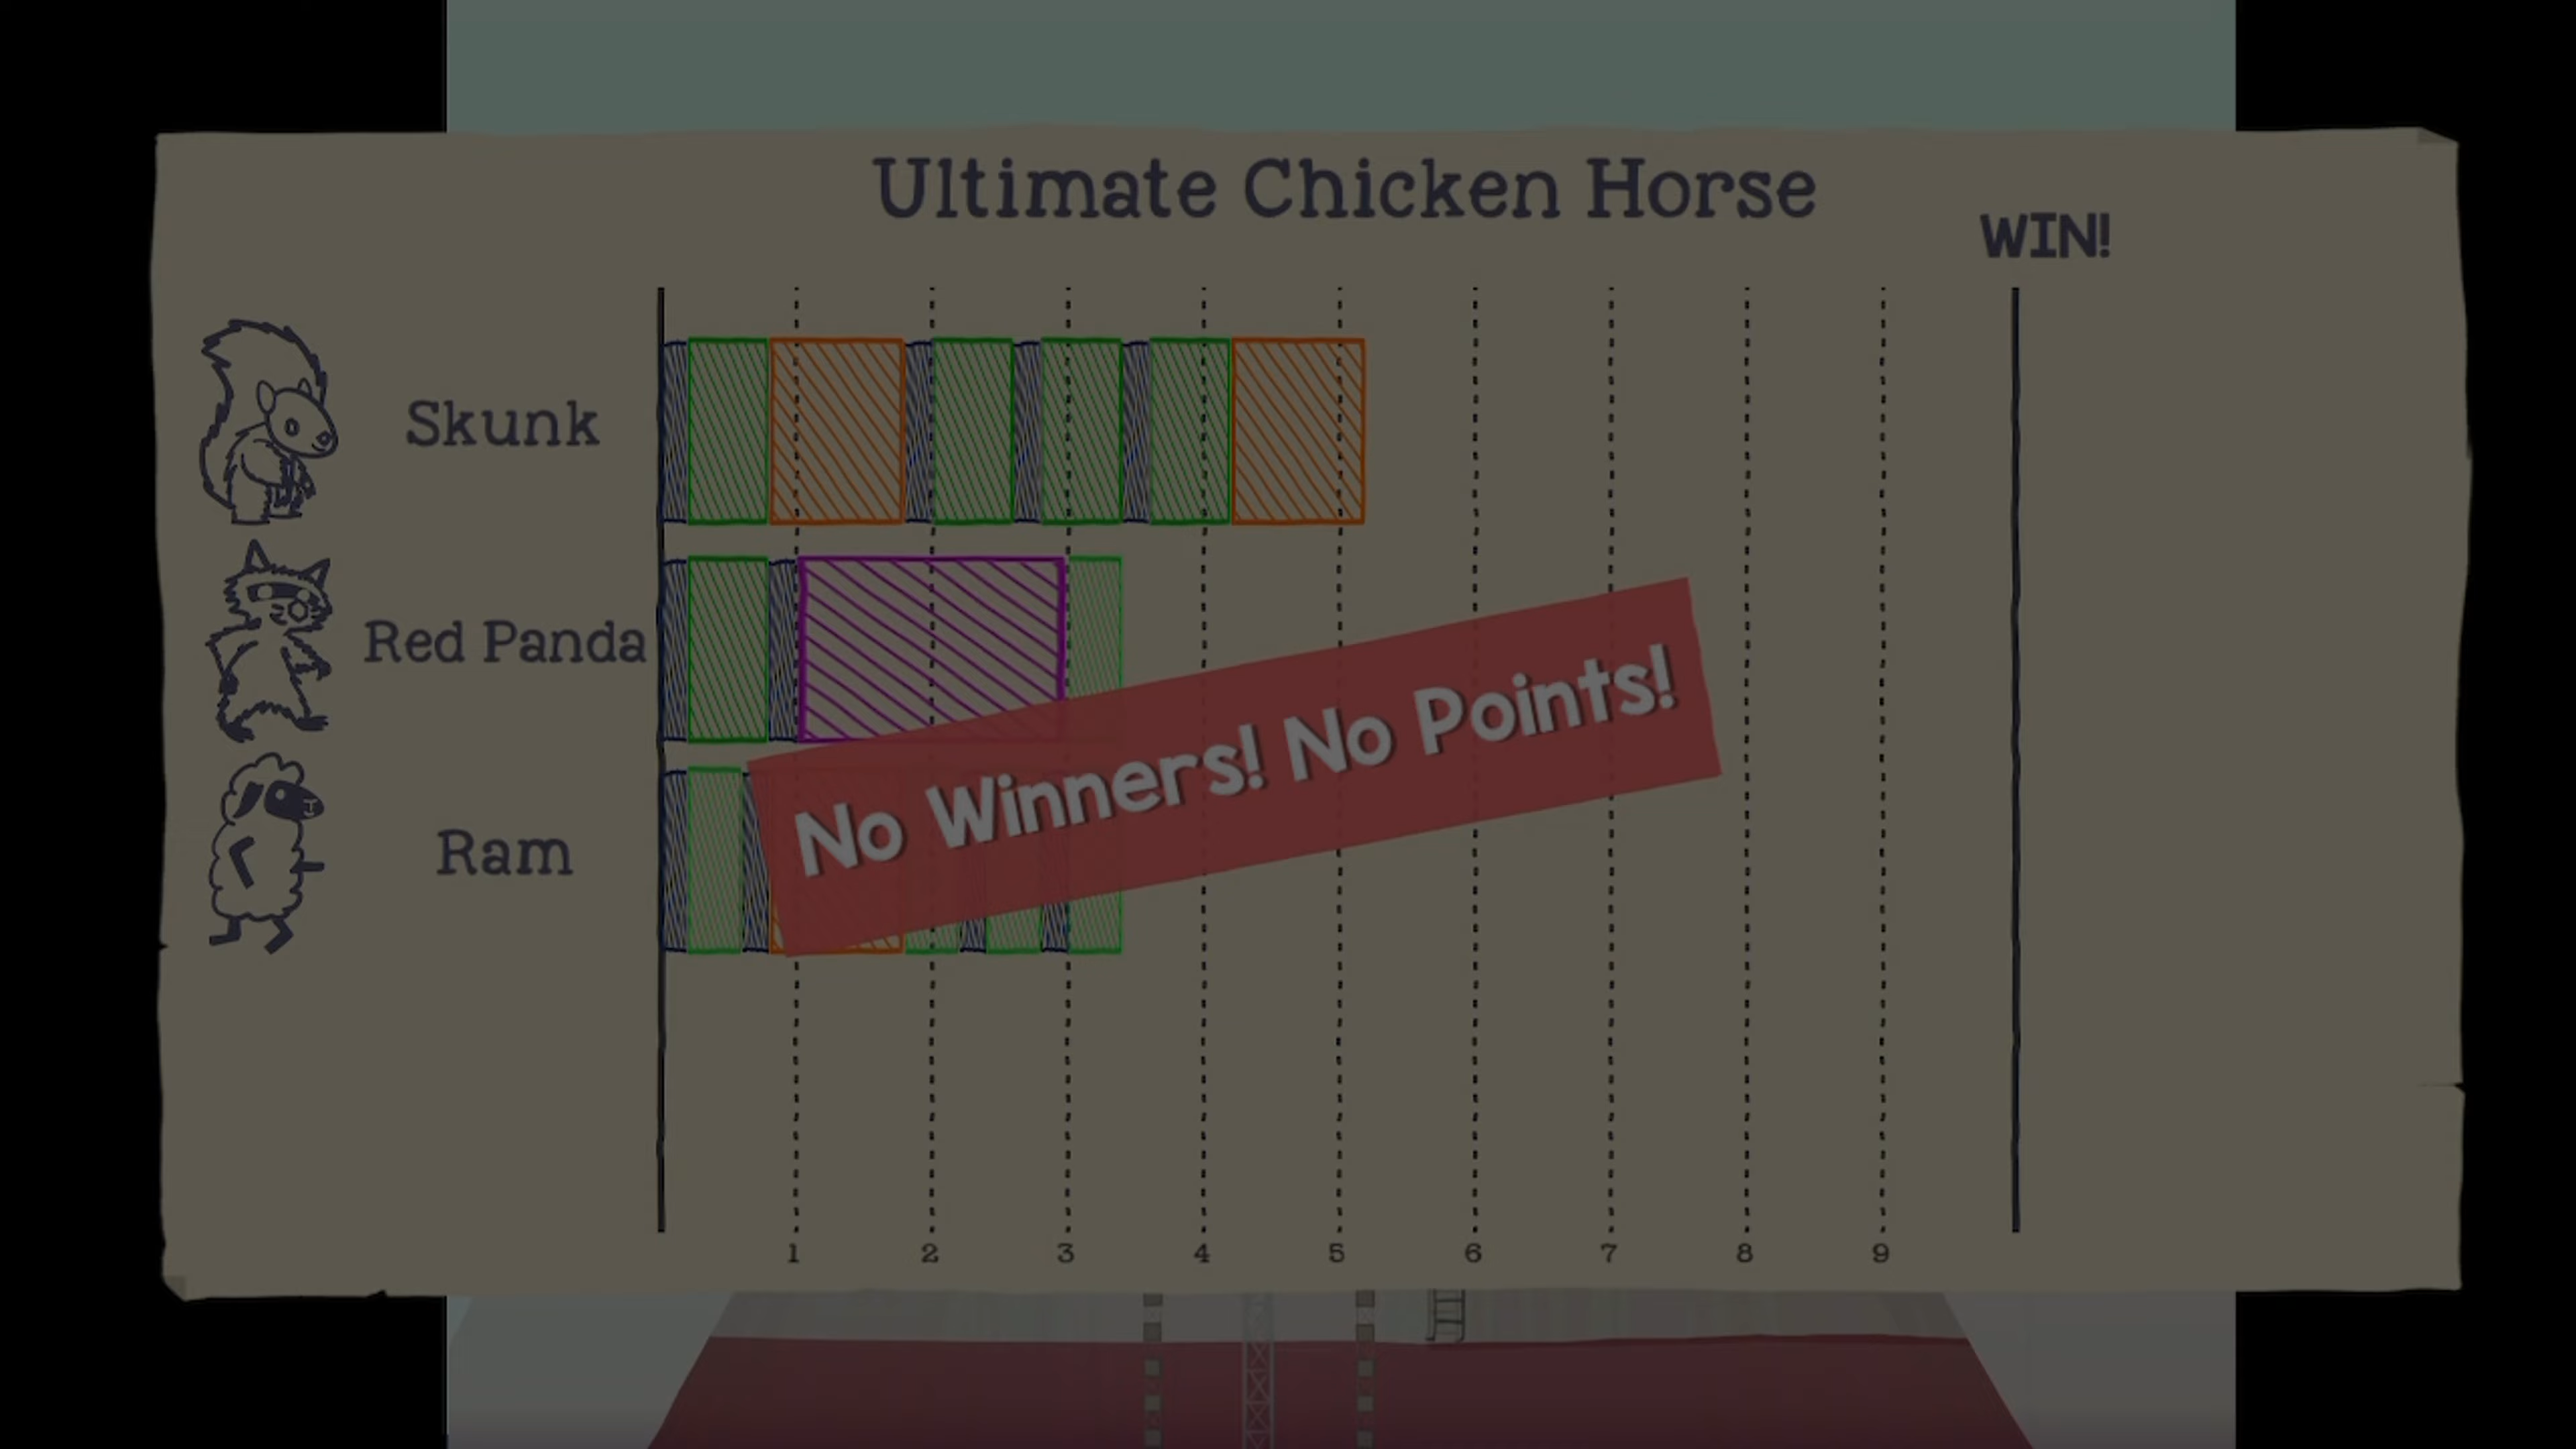 Ultimate Chicken Horse
WIN!
Skunk
Red Panda
No Winners! No Points!
Ram
1 2 3 4 5 6 7 8 9